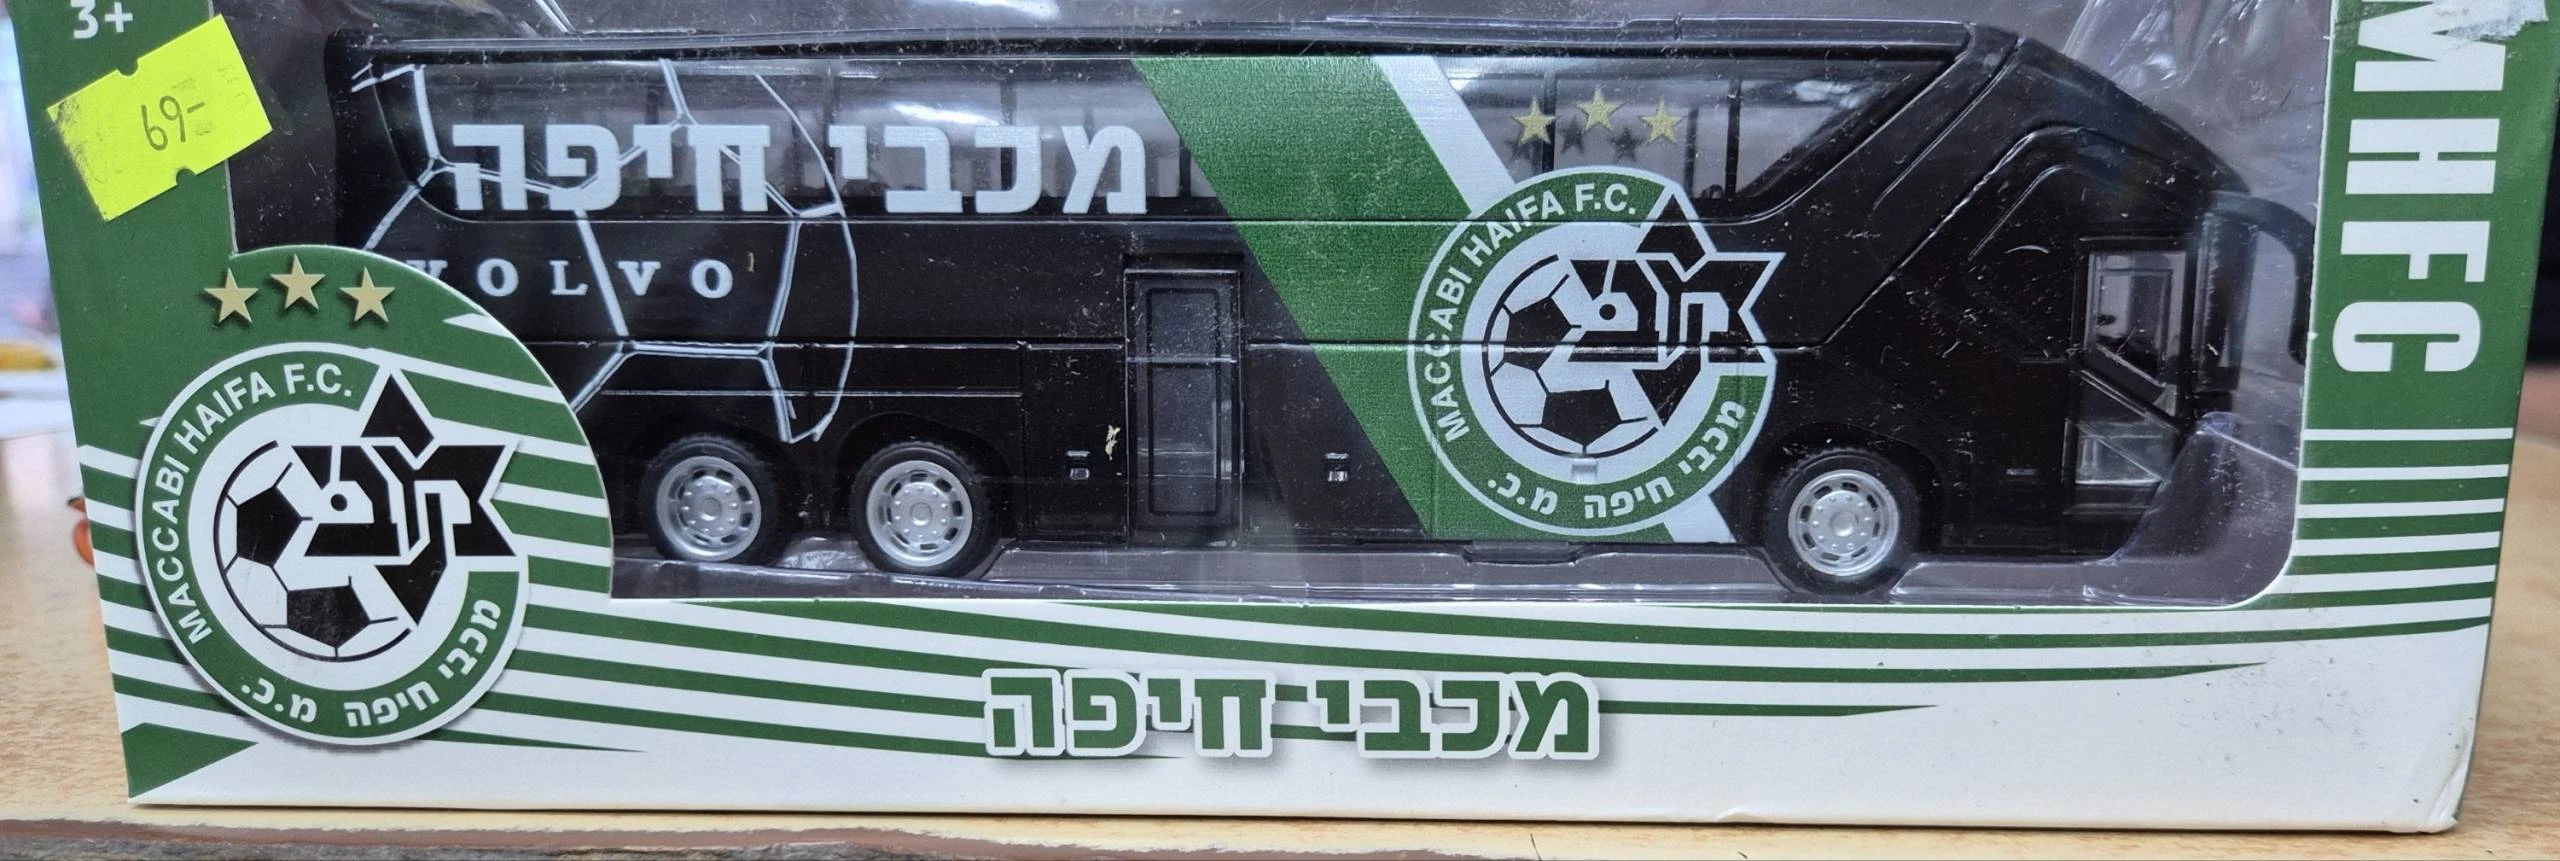 3+
69-
מכבי חיפה
VOLVO
MACCABI HAIFA F.C.
מכבי חיפה מ.כ.
MACCABI HAIFA F.C.
מכבי חיפה מ.כ.
MHFC
מכבי חיפה